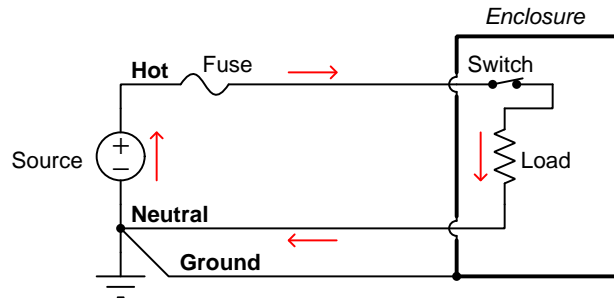 Enclosure
Hot
Fuse
Switch
Source
+
−
Load
Neutral
Ground